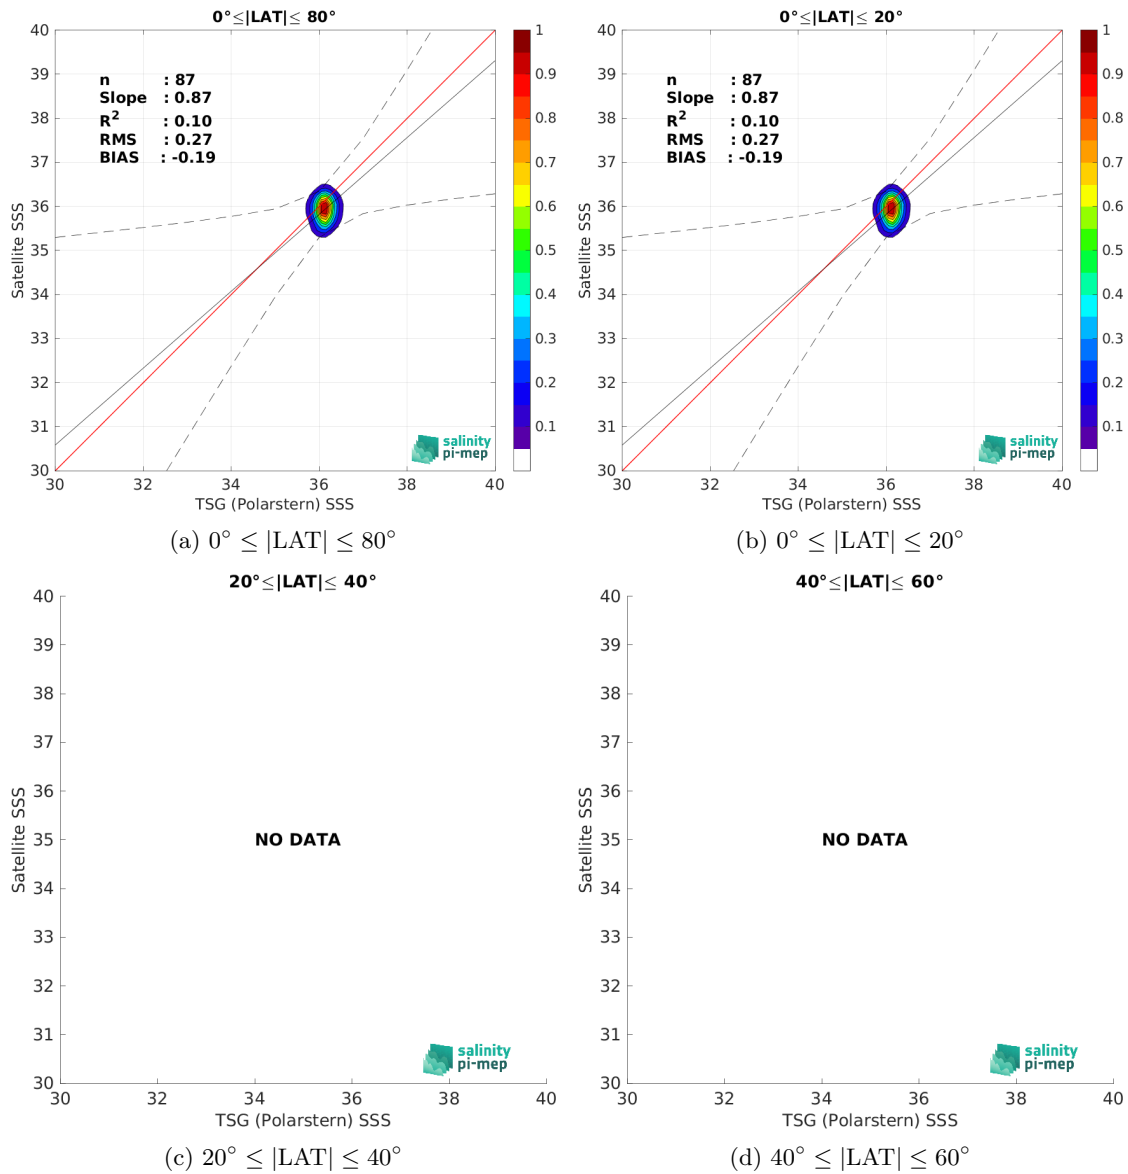 0°≤|LAT|≤ 80°
40
39
38
37
36
35
34
33
32
31
30
Satellite SSS
n : 87
Slope : 0.87
R² : 0.10
RMS : 0.27
BIAS : -0.19
1
0.9
0.8
0.7
0.6
0.5
0.4
0.3
0.2
0.1
salinity
pi-mep
30 32 34 36 38 40
TSG (Polarstern) SSS
(a) 0° ≤ |LAT| ≤ 80°
0°≤|LAT|≤ 20°
40
39
38
37
36
35
34
33
32
31
30
Satellite SSS
n : 87
Slope : 0.87
R² : 0.10
RMS : 0.27
BIAS : -0.19
1
0.9
0.8
0.7
0.6
0.5
0.4
0.3
0.2
0.1
salinity
pi-mep
30 32 34 36 38 40
TSG (Polarstern) SSS
(b) 0° ≤ |LAT| ≤ 20°
20°≤|LAT|≤ 40°
40
39
38
37
36
35
34
33
32
31
30
Satellite SSS
NO DATA
salinity
pi-mep
30 32 34 36 38 40
TSG (Polarstern) SSS
(c) 20° ≤ |LAT| ≤ 40°
40°≤|LAT|≤ 60°
40
39
38
37
36
35
34
33
32
31
30
Satellite SSS
NO DATA
salinity
pi-mep
30 32 34 36 38 40
TSG (Polarstern) SSS
(d) 40° ≤ |LAT| ≤ 60°